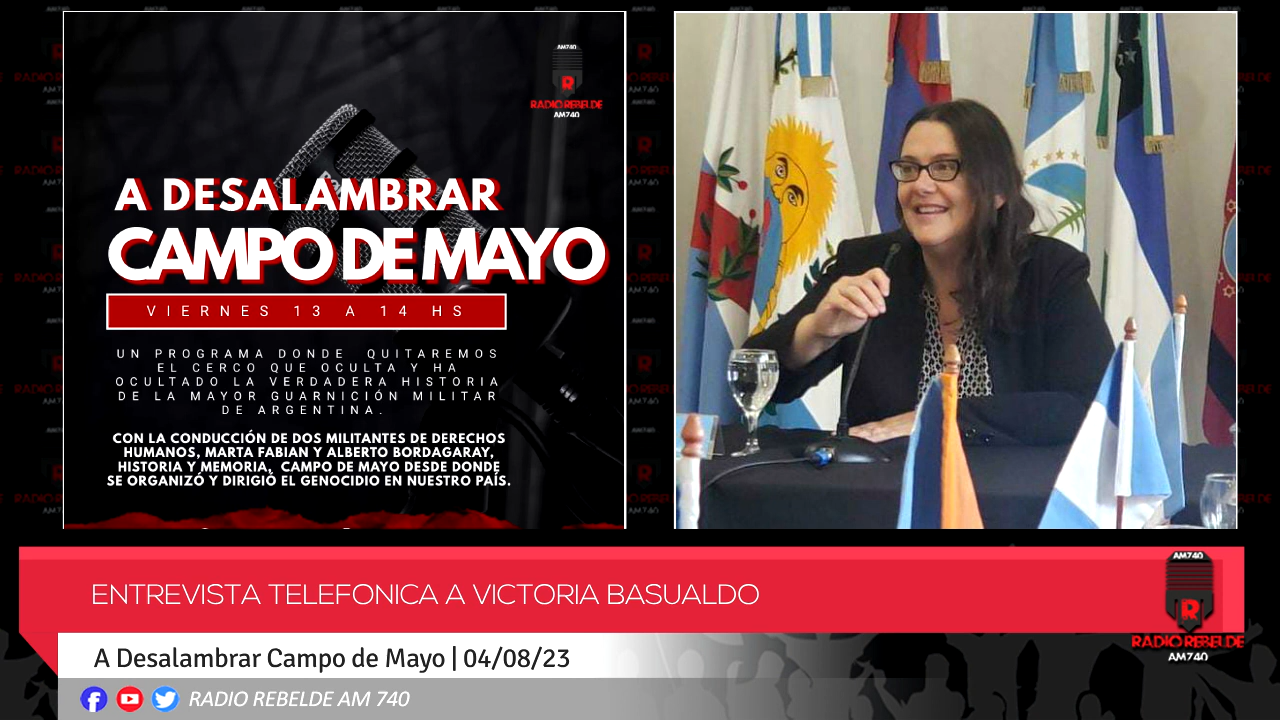 AM740
R
RADIO REBELDE
AM740
A DESALAMBRAR
CAMPO DE MAYO
VIERNES 13 A 14 HS
UN PROGRAMA DONDE QUITAREMOS
EL CERCO QUE OCULTA Y HA
OCULTADO LA VERDADERA HISTORIA
DE LA MAYOR GUARNICIÓN MILITAR
DE ARGENTINA.
CON LA CONDUCCIÓN DE DOS MILITANTES DE DERECHOS
HUMANOS, MARTA FABIAN Y ALBERTO BORDAGARAY,
HISTORIA Y MEMORIA, CAMPO DE MAYO DESDE DONDE
SE ORGANIZÓ Y DIRIGIÓ EL GENOCIDIO EN NUESTRO PAÍS.
ENTREVISTA TELEFONICA A VICTORIA BASUALDO
AM740
R
RADIO REBELDE
AM740
A Desalambrar Campo de Mayo | 04/08/23
RADIO REBELDE AM 740